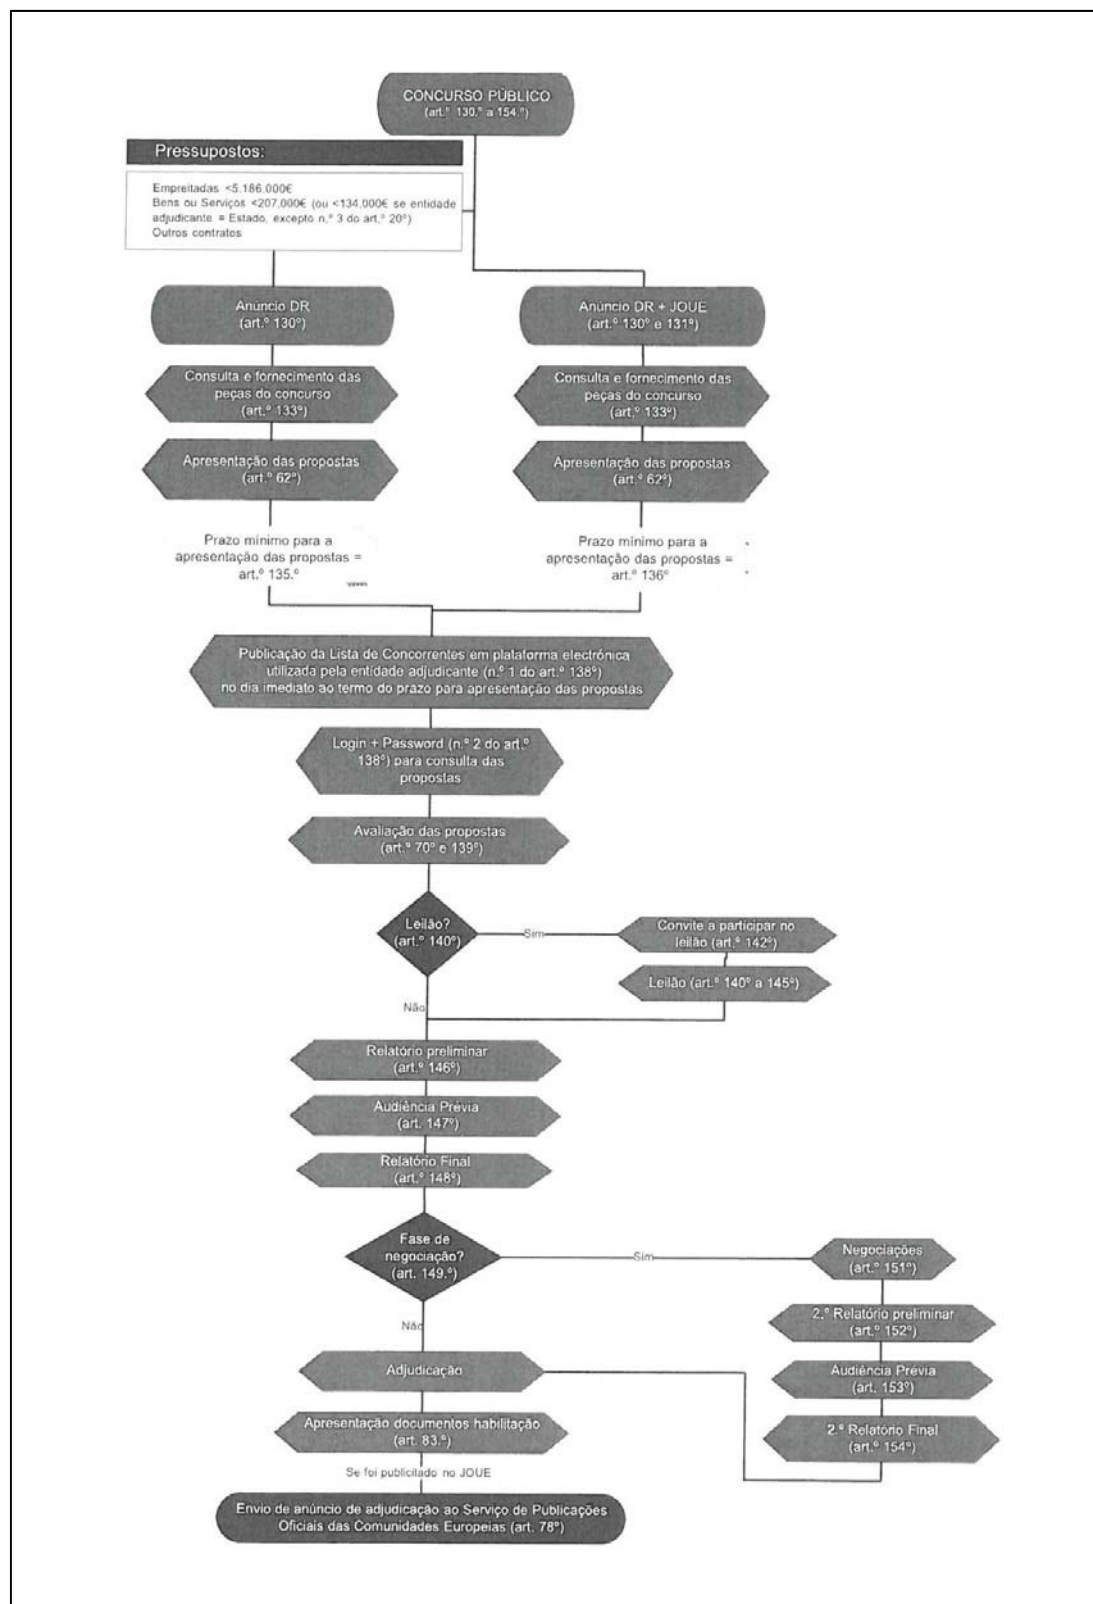 CONCURSO PÚBLICO
(art.º 130.º a 154.º)
Pressupostos:
Empreitadas <5.186.000€
Bens ou Serviços <207.000€ (ou <134.000€ se entidade
adjudicante = Estado, excepto n.º 3 do art.º 20º)
Outros contratos
Anúncio DR
(art.º 130º)
Anúncio DR + JOUE
(art.º 130º e 131º)
Consulta e fornecimento das
peças do concurso
(art.º 133º)
Consulta e fornecimento das
peças do concurso
(art.º 133º)
Apresentação das propostas
(art.º 62º)
Apresentação das propostas
(art.º 62º)
Prazo mínimo para a
apresentação das propostas =
art.º 135.º
Prazo mínimo para a
apresentação das propostas =
art.º 136º
Publicação da Lista de Concorrentes em plataforma electrónica
utilizada pela entidade adjudicante (n.º 1 do art.º 138º)
no dia imediato ao termo do prazo para apresentação das propostas
Login + Password (n.º 2 do art.º
138º) para consulta das
propostas
Avaliação das propostas
(art.º 70º e 139º)
Leilão?
(art.º 140º)
Sim
Convite a participar no
leilão (art.º 142º)
Leilão (art.º 140º a 145º)
Não
Relatório preliminar
(art.º 146º)
Audiência Prévia
(art. 147º)
Relatório Final
(art.º 148º)
Fase de
negociação?
(art. 149.º)
Sim
Negociações
(art.º 151º)
2.º Relatório preliminar
(art.º 152º)
Não
Adjudicação
Audiência Prévia
(art. 153º)
Apresentação documentos habilitação
(art. 83.º)
2.º Relatório Final
(art.º 154º)
Se foi publicitado no JOUE
Envio de anúncio de adjudicação ao Serviço de Publicações
Oficiais das Comunidades Europeias (art. 78º)